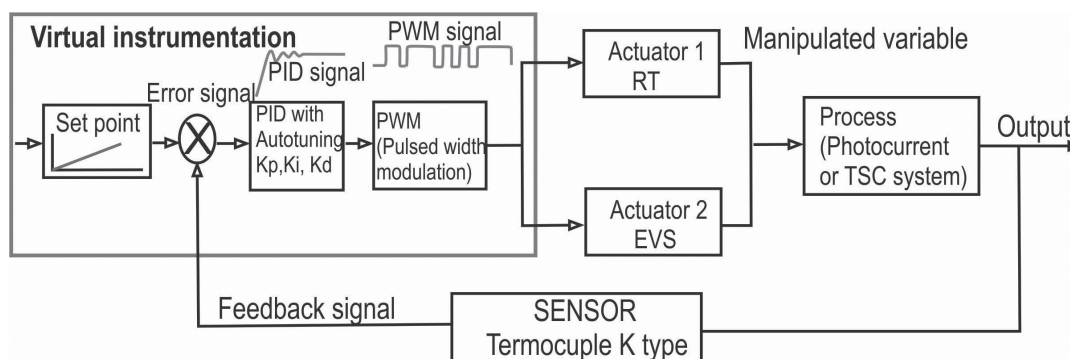 Virtual instrumentation
PWM signal
PID signal
Error signal
Set point
PID with
Autotuning
Kp,Ki, Kd
PWM
(Pulsed width
modulation)
Actuator 1
RT
Actuator 2
EVS
Manipulated variable
Process
(Photocurrent
or TSC system)
Output
Feedback signal
SENSOR
Termocuple K type